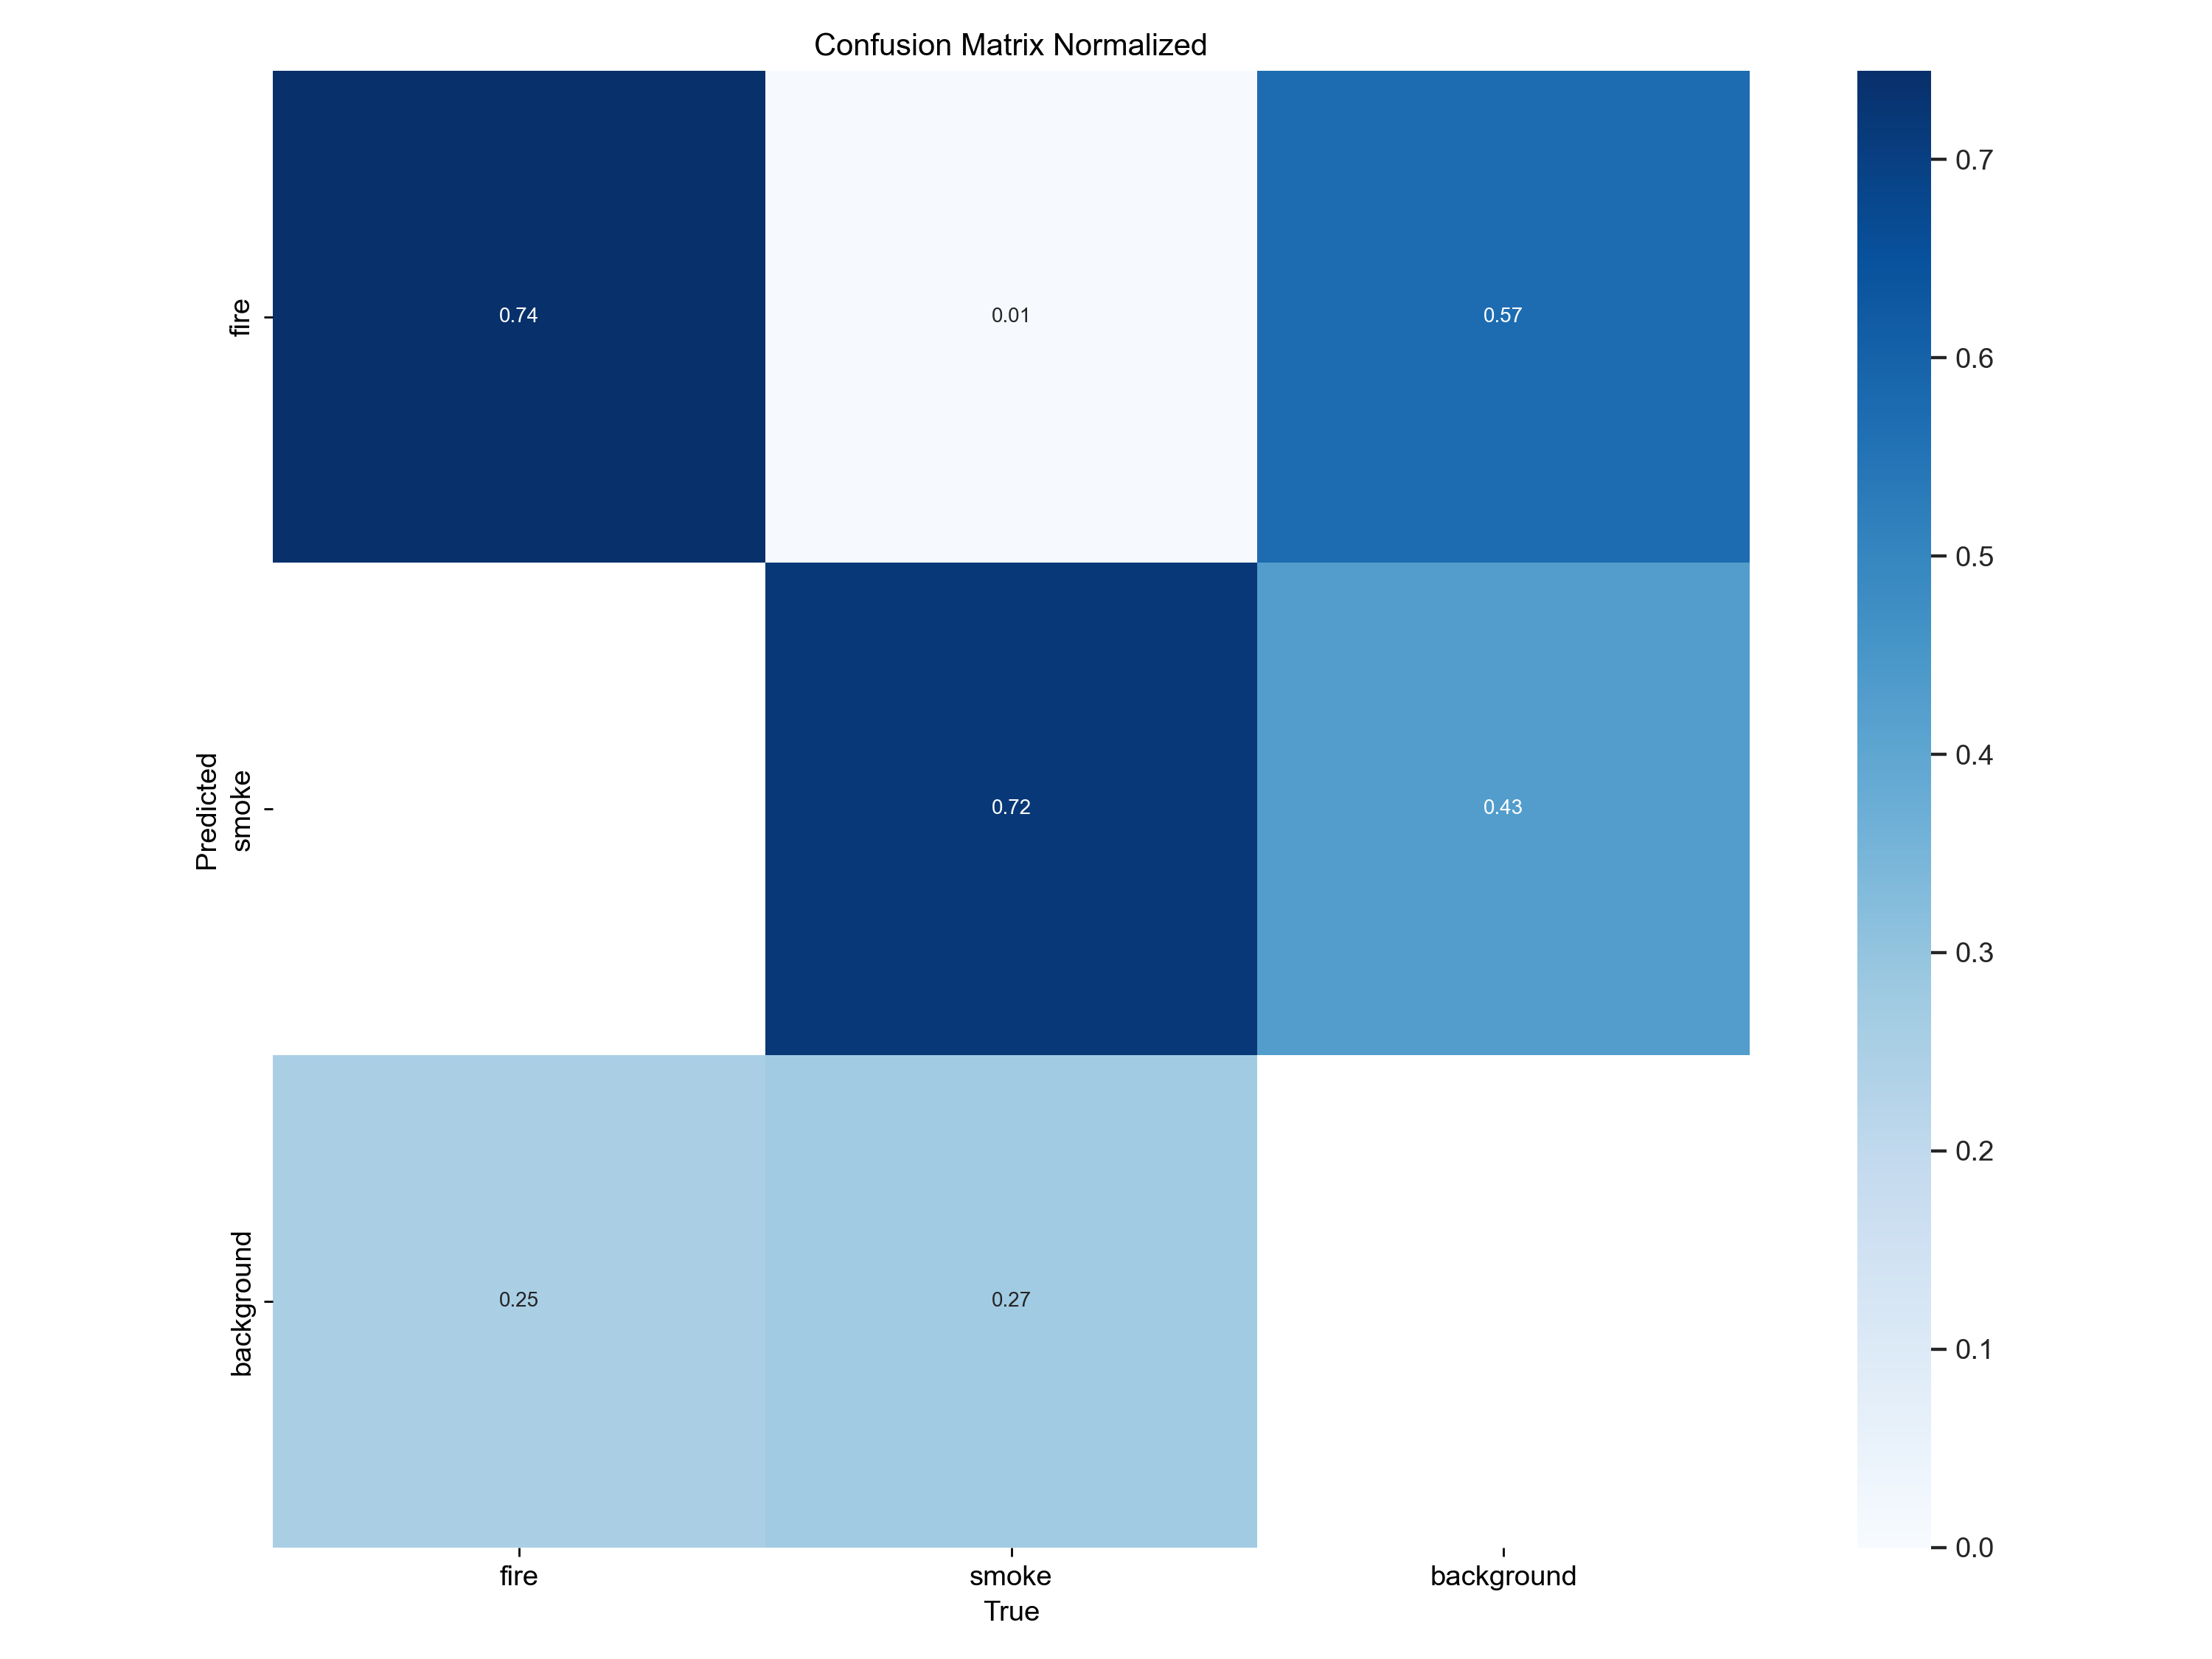 Confusion Matrix Normalized
fire
0.74
0.01
0.57
Predicted
smoke
0.72
0.43
background
0.25
0.27
fire
smoke
background
True
0.7
0.6
0.5
0.4
0.3
0.2
0.1
0.0